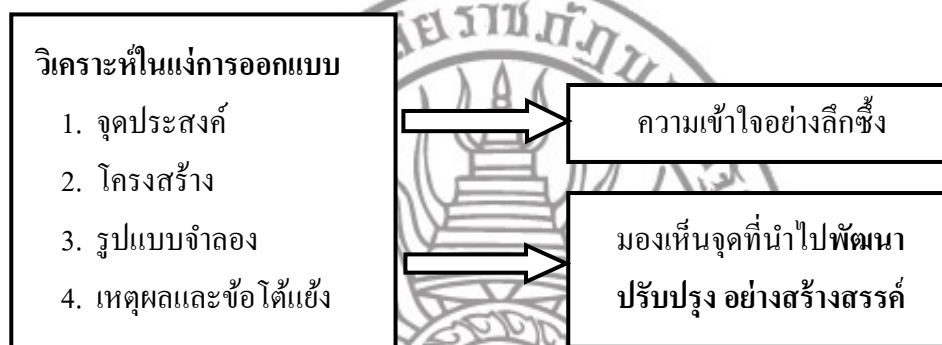 วิเคราะห์ในแง่การออกแบบ
1. จุดประสงค์
2. โครงสร้าง
3. รูปแบบจำลอง
4. เหตุผลและข้อโต้แย้ง
ความเข้าใจอย่างลึกซึ้ง
มองเห็นจุดที่นำไปพัฒนา
ปรับปรุง อย่างสร้างสรรค์